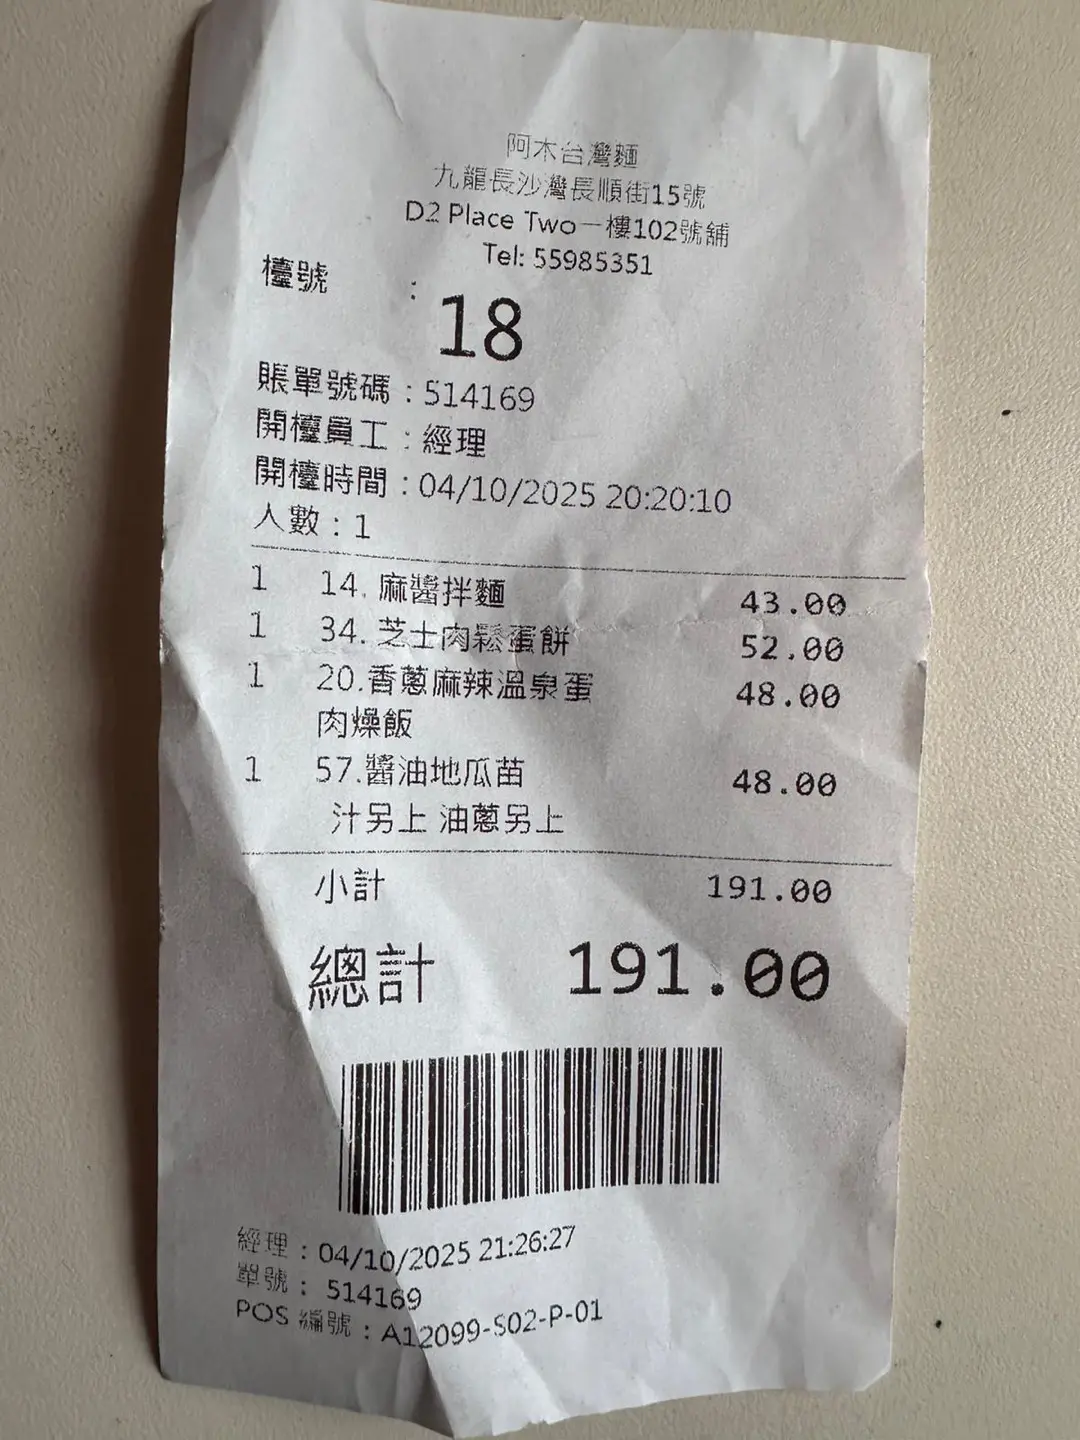 阿木台灣麵
九龍長沙灣長順街15號
D2 Place Two一樓102號舖
Tel: 55985351
檯號 :
18
賬單號碼 : 514169
開檯員工 : 經理
開檯時間 : 04/10/2025 20:20:10
人數 : 1
1 14. 麻醬拌麵 43.00
1 34. 芝士肉鬆蛋餅 52.00
1 20.香蔥麻辣溫泉蛋 48.00
肉燥飯
1 57.醬油地瓜苗 48.00
汁另上 油蔥另上
小計 191.00
總計 191.00
經理 : 04/10/2025 21:26:27
單號 : 514169
POS 編號 : A12099-S02-P-01